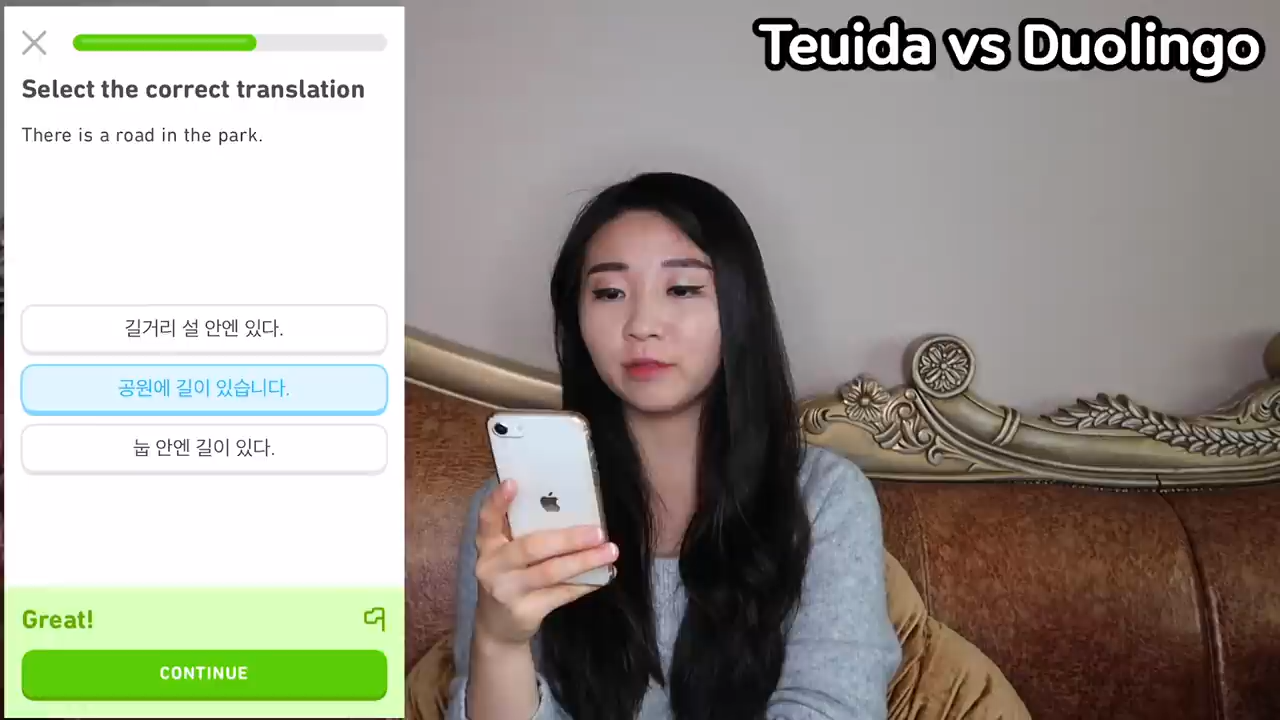 Teuida vs Duolingo
Select the correct translation
There is a road in the park.
길거리 설 안엔 있다.
공원에 길이 있습니다.
눕 안엔 길이 있다.
Great!
CONTINUE